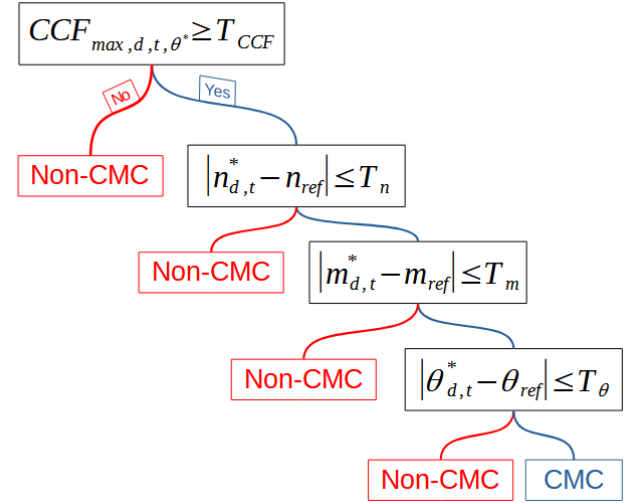 CCF_{max,d,t,θ*} ≥ T_{CCF}
No
Yes
Non-CMC
|n^*_{d,t} − n_{ref}| ≤ T_n
Non-CMC
|m^*_{d,t} − m_{ref}| ≤ T_m
Non-CMC
|θ^*_{d,t} − θ_{ref}| ≤ T_θ
Non-CMC
CMC